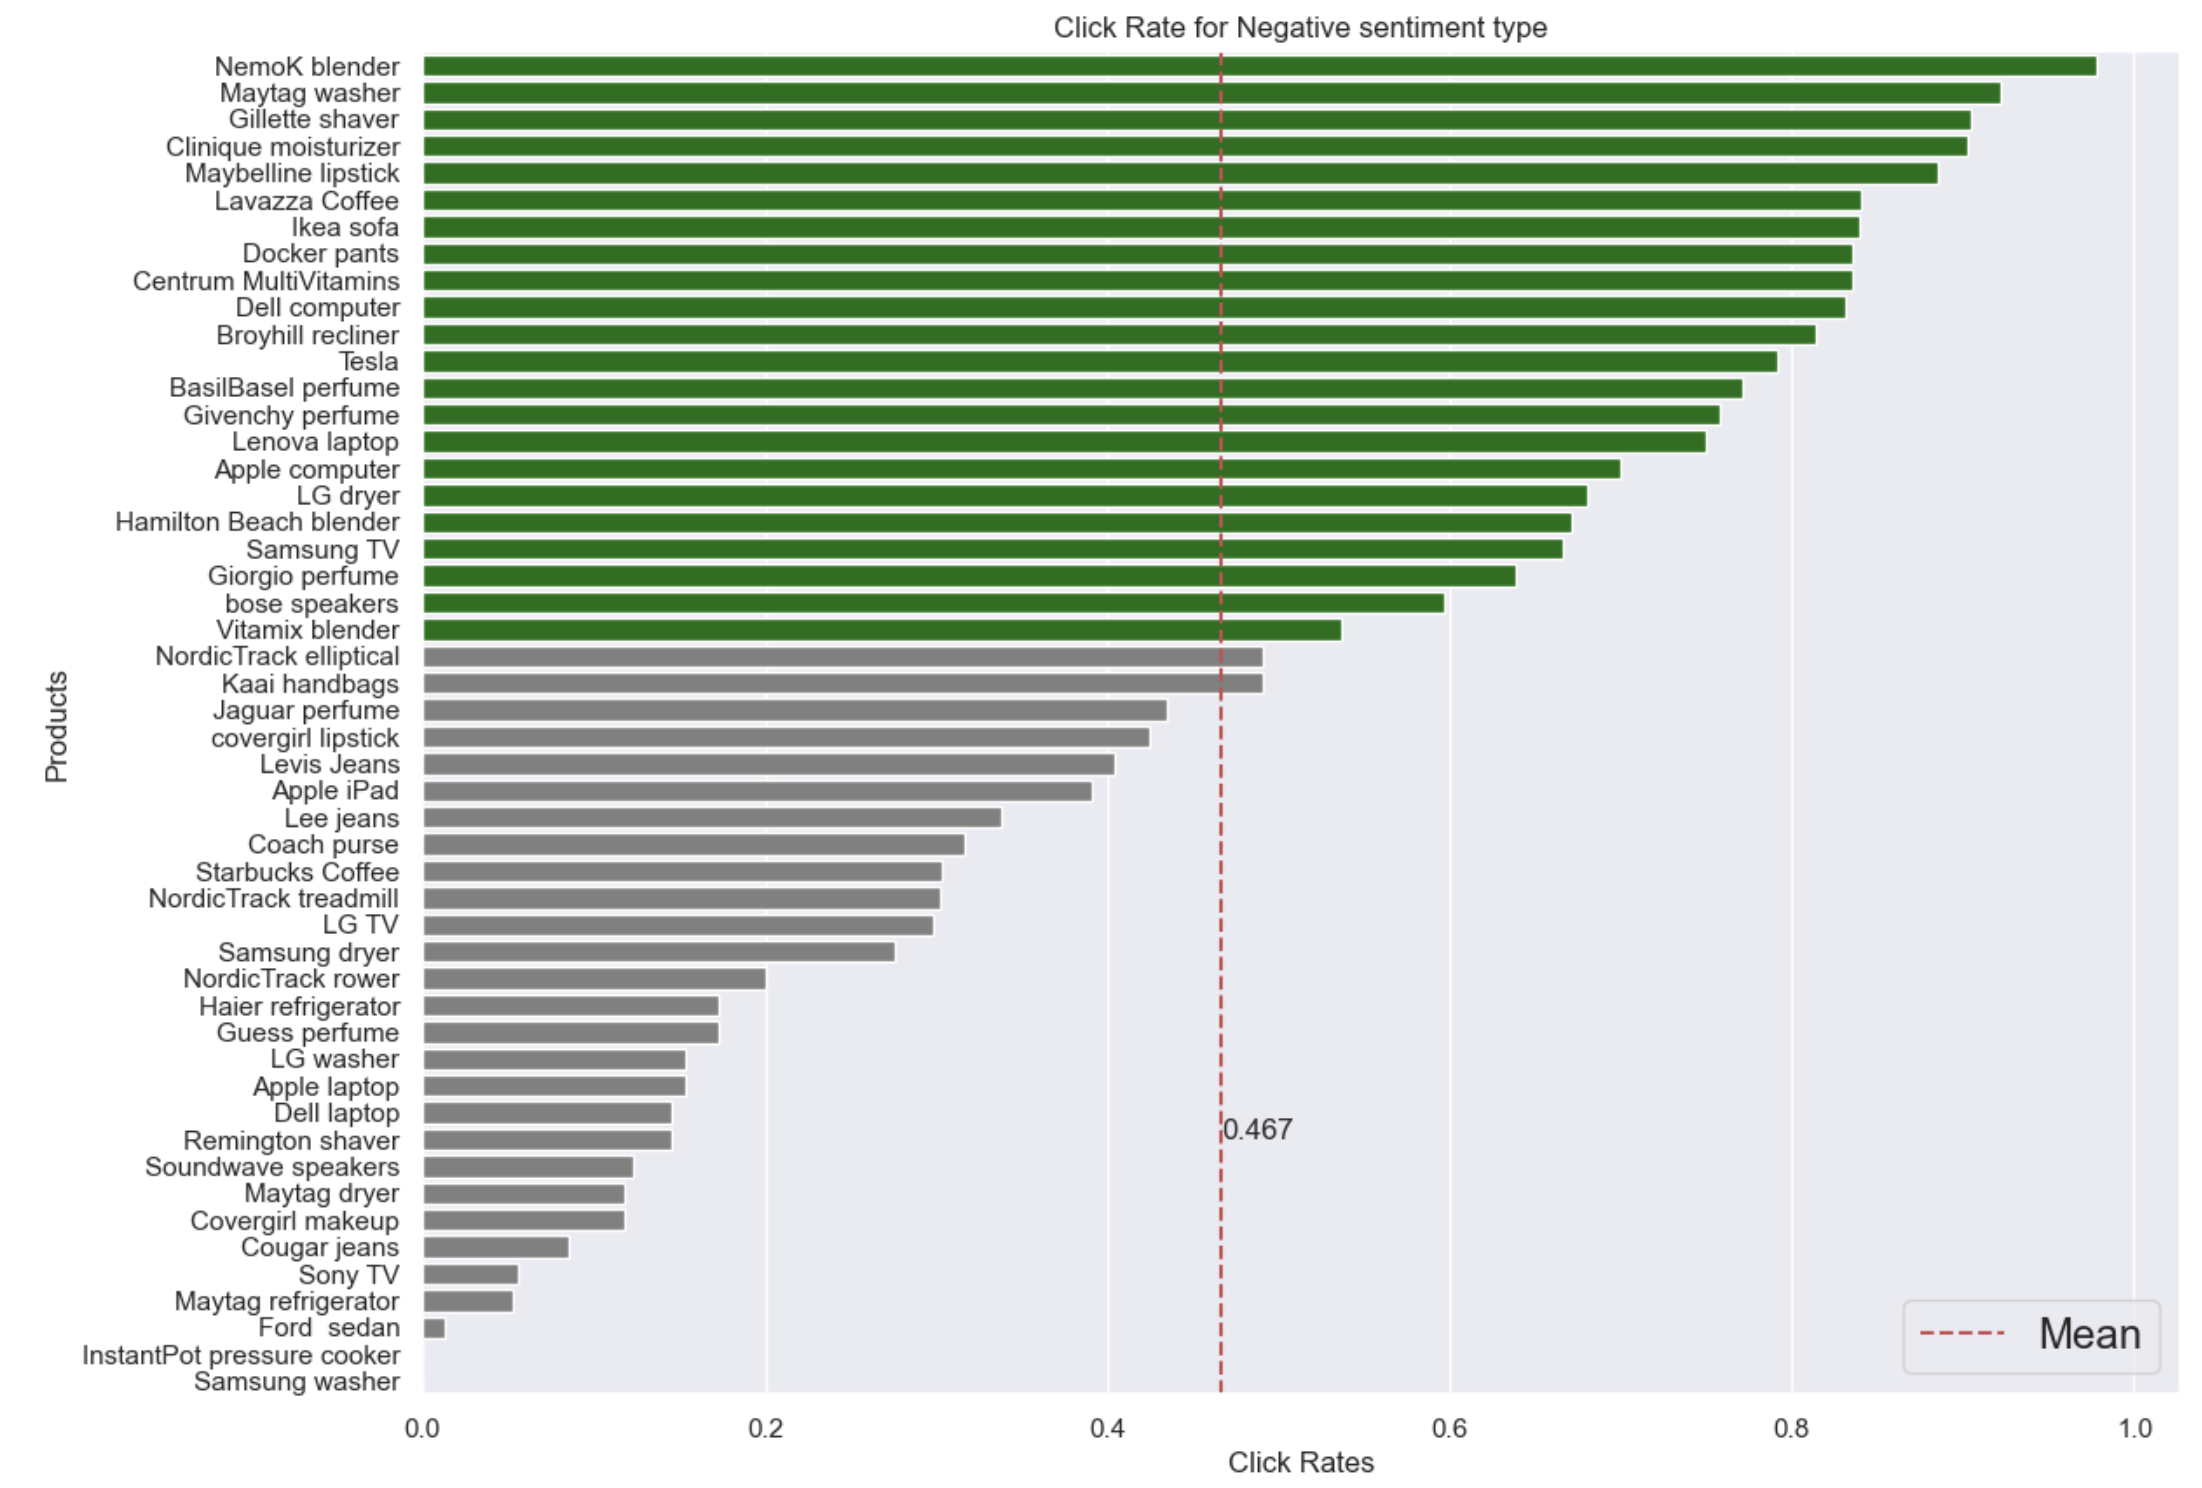 Click Rate for Negative sentiment type
NemoK blender
Maytag washer
Gillette shaver
Clinique moisturizer
Maybelline lipstick
Lavazza Coffee
Ikea sofa
Docker pants
Centrum MultiVitamins
Dell computer
Broyhill recliner
Tesla
BasilBasel perfume
Givenchy perfume
Lenova laptop
Apple computer
LG dryer
Hamilton Beach blender
Samsung TV
Giorgio perfume
bose speakers
Vitamix blender
NordicTrack elliptical
Kaai handbags
Jaguar perfume
covergirl lipstick
Levis Jeans
Apple iPad
Lee jeans
Coach purse
Starbucks Coffee
NordicTrack treadmill
LG TV
Samsung dryer
NordicTrack rower
Haier refrigerator
Guess perfume
LG washer
Apple laptop
Dell laptop
Remington shaver
Soundwave speakers
Maytag dryer
Covergirl makeup
Cougar jeans
Sony TV
Maytag refrigerator
Ford  sedan
InstantPot pressure cooker
Samsung washer
Products
0.467
Mean
0.0 0.2 0.4 0.6 0.8 1.0
Click Rates